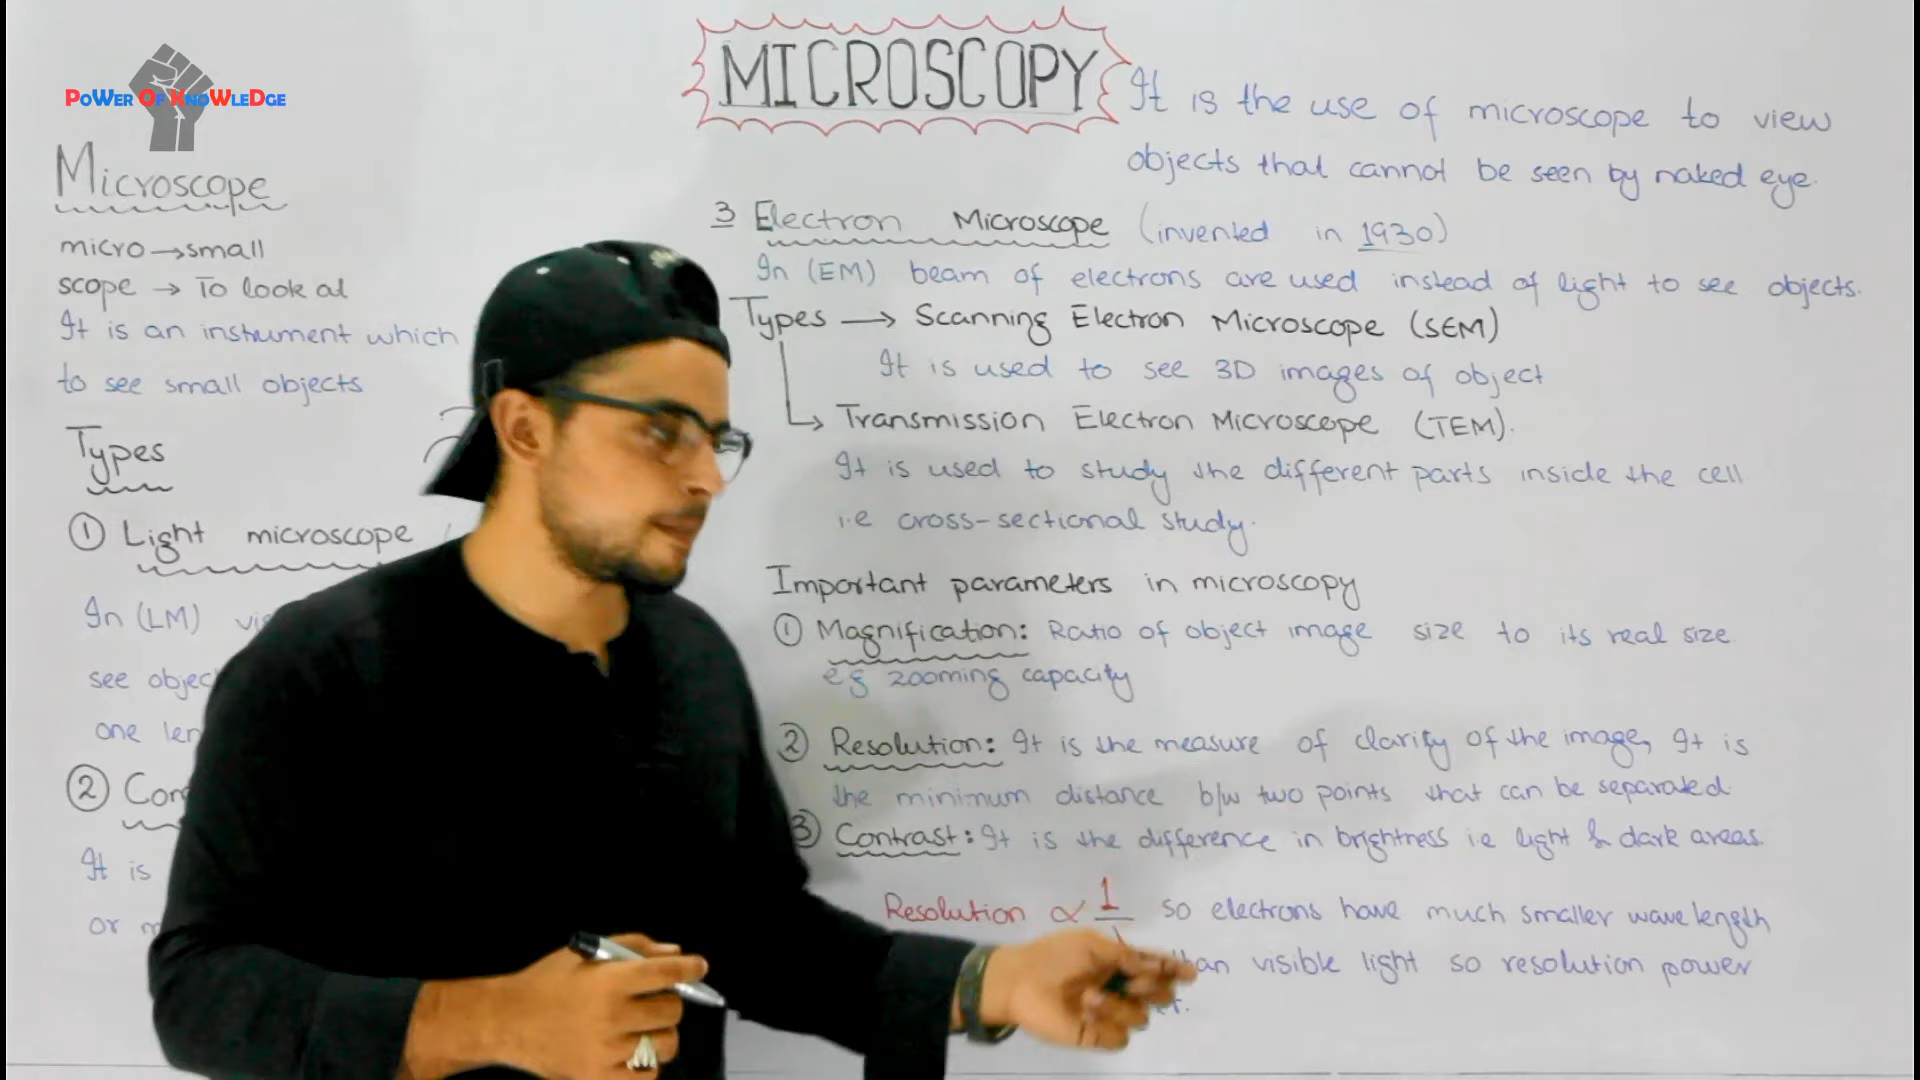 MICROSCOPY
It is the use of microscope to view
objects that cannot be seen by naked eye.
PoWer Of KnoWleDge
Microscope
micro → small
scope → To look at
It is an instrument which
to see small objects
Types
① Light microscope (
In (LM)
see
one
②
It is
or
3 Electron Microscope (invented in 1930)
In (EM) beam of electrons are used instead of light to see objects.
Types → Scanning Electron Microscope (SEM)
It is used to see 3D images of object
→ Transmission Electron Microscope (TEM).
It is used to study the different parts inside the cell
i.e cross-sectional study.
Important parameters in microscopy
① Magnification: Ratio of object image size to its real size
eg zooming capacity
② Resolution: It is the measure of clarity of the image, It is
the minimum distance b/w two points that can be separated.
③ Contrast: It is the difference in brightness i.e light & dark areas.
Resolution ∝ 1 so electrons have much smaller wavelength
than visible light so resolution power